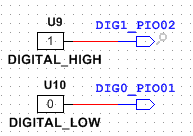 U9
DIG1_PIO02
1
DIGITAL_HIGH
U10
DIG0_PIO01
0
DIGITAL_LOW